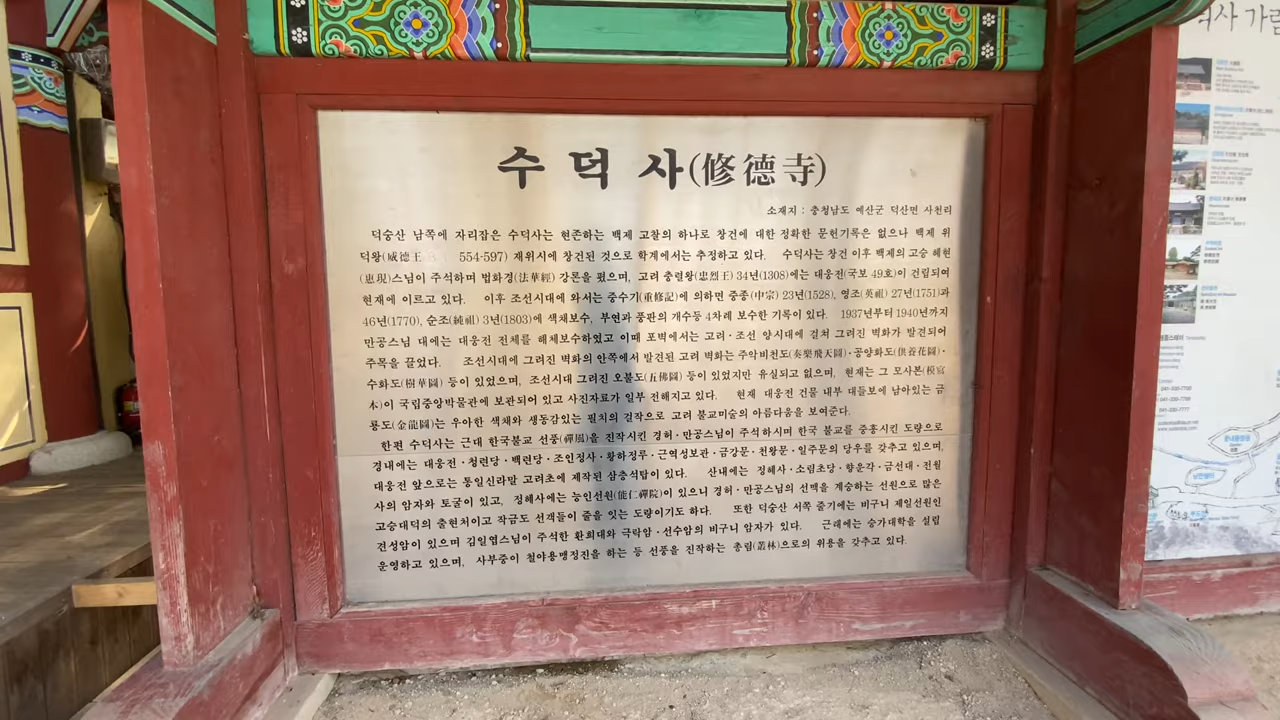 수덕사(修德寺)
소재지 : 충청남도 예산군 덕산면 사천리
덕숭산 남쪽에 자리잡은 수덕사는 현존하는 백제 고찰의 하나로 창건에 대한 정확한 문헌기록은 없으나 백제 위
덕왕(威德王 554-597) 재위시에 창건된 것으로 학계에서는 추정하고 있다. 수덕사는 창건 이후 백제의 고승 혜현
(惠現)스님이 주석하며 법화경(法華經) 강론을 폈으며, 고려 충렬왕(忠烈王) 34년(1308)에는 대웅전(국보 49호)이 건립되어
현재에 이르고 있다. 이후 조선시대에 와서는 중수기(重修記)에 의하면 중종(中宗) 23년(1528), 영조(英祖) 27년(1751)과
46년(1770), 순조(純祖) 3년(1803)에 색채보수, 부연과 풍판의 개수등 4차례 보수한 기록이 있다. 1937년부터 1940년까지
만공스님 대에는 대웅전 전체를 해체보수하였고 이때 포벽에서는 고려·조선 양시대에 걸쳐 그려진 벽화가 발견되어
주목을 끌었다. 조선시대에 그려진 벽화의 안쪽에서 발견된 고려 벽화는 주악비천도(奏樂飛天圖)·공양화도(供養花圖)·
수화도(樹華圖) 등이 있었으며, 조선시대 그려진 오불도(五佛圖) 등이 있었지만 유실되고 없으며, 현재는 그 모사본(模寫
本)이 국립중앙박물관에 보관되어 있고 사진자료가 일부 전해지고 있다. 현재 대웅전 건물 내부 대들보에 남아있는 금
룡도(金龍圖)는 우아한 색채와 생동감있는 필치의 걸작으로 고려 불교미술의 아름다움을 보여준다.
한편 수덕사는 근대 한국불교 선풍(禪風)을 진작시킨 경허·만공스님이 주석하시며 한국 불교를 중흥시킨 도량으로
경내에는 대웅전·청련당·백련당·조인정사·황하정루·근역성보관·금강문·천왕문·일주문의 당우를 갖추고 있으며,
대웅전 앞으로는 통일신라말 고려초에 제작된 삼층석탑이 있다. 산내에는 정혜사·소림초당·향운각·금선대·전월
사의 암자와 토굴이 있고, 정혜사에는 능인선원(能仁禪院)이 있으니 경허·만공스님의 선맥을 계승하는 선원으로 많은
고승대덕의 출현처이고 작금도 선객들이 줄을 잇는 도량이기도 하다. 또한 덕숭산 서쪽 줄기에는 비구니 제일선원인
견성암이 있으며 김일엽스님이 주석한 환희대와 극락암·선수암의 비구니 암자가 있다. 근래에는 승가대학을 설립
운영하고 있으며, 사부중이 철야용맹정진을 하는 등 선풍을 진작하는 총림(叢林)으로의 위용을 갖추고 있다.